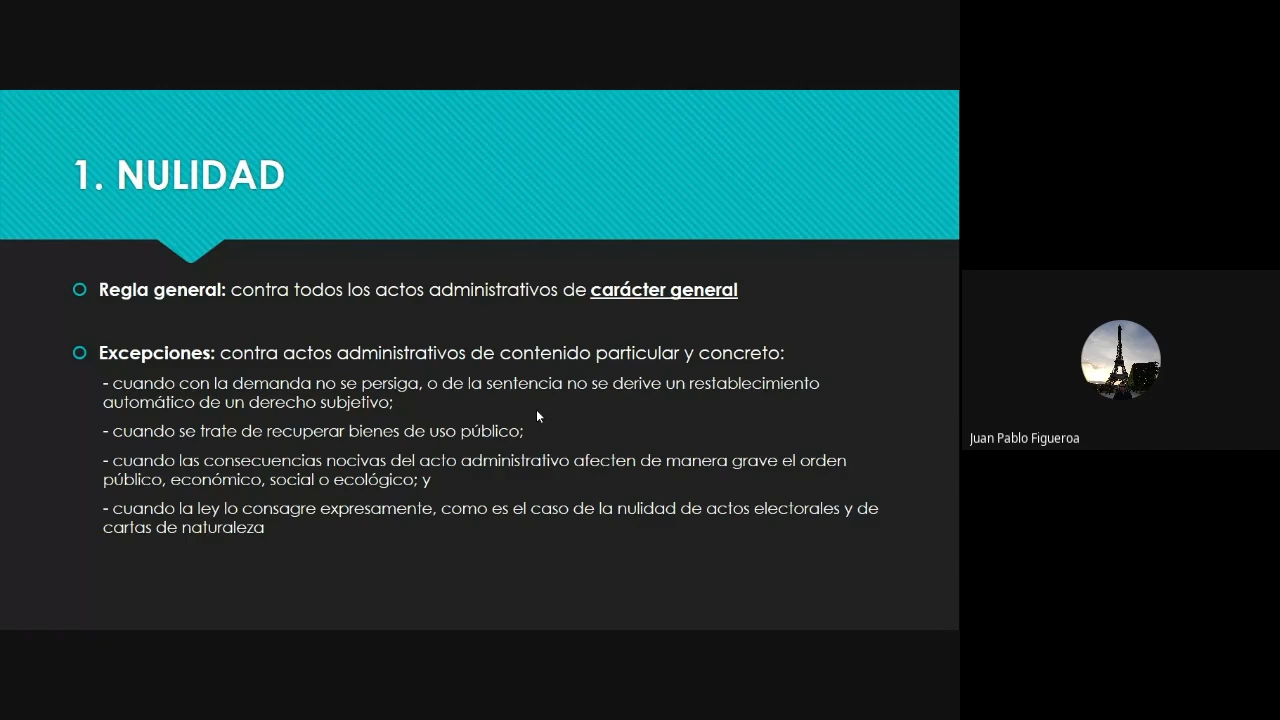 1. NULIDAD
Regla general: contra todos los actos administrativos de carácter general
Excepciones: contra actos administrativos de contenido particular y concreto:
- cuando con la demanda no se persiga, o de la sentencia no se derive un restablecimiento
automático de un derecho subjetivo;
- cuando se trate de recuperar bienes de uso público;
- cuando las consecuencias nocivas del acto administrativo afecten de manera grave el orden
público, económico, social o ecológico; y
- cuando la ley lo consagre expresamente, como es el caso de la nulidad de actos electorales y de
cartas de naturaleza
Juan Pablo Figueroa